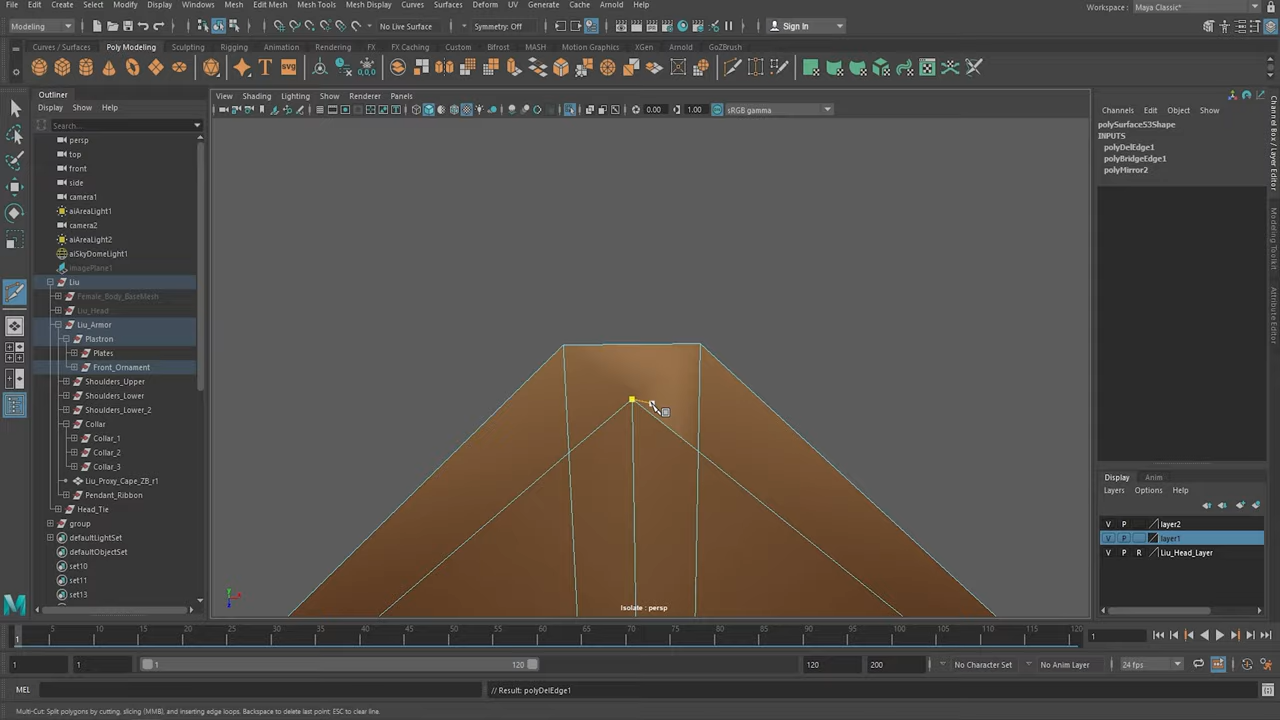 File Edit Create Select Modify Display Windows Mesh Edit Mesh Mesh Tools Mesh Display Curves Surfaces Deform UV Generate Cache Arnold Help Workspace : Maya Classic*
Modeling No Live Surface Symmetry: Off Sign In
Curves / Surfaces Poly Modeling Sculpting Rigging Animation Rendering FX FX Caching Custom Bifrost MASH Motion Graphics XGen Arnold GoZBrush
Outliner
Display Show Help
Search...
persp
top
front
side
camera1
aiAreaLight1
camera2
aiAreaLight2
aiSkyDomeLight1
imagePlane1
Liu
Female_Body_BaseMesh
Liu_Head
Liu_Armor
Plastron
Plates
Front_Ornament
Shoulders_Upper
Shoulders_Lower
Shoulders_Lower_2
Collar
Collar_1
Collar_2
Collar_3
Liu_Proxy_Cape_ZB_r1
Pendant_Ribbon
Head_Tie
group
defaultLightSet
defaultObjectSet
set10
set11
set13
View Shading Lighting Show Renderer Panels
0.00 1.00 sRGB gamma
Isolate : persp
Channels Edit Object Show
polySurface53Shape
INPUTS
polyDelEdge1
polyBridgeEdge1
polyMirror2
Channel Box / Layer Editor
Modeling Toolkit
Attribute Editor
Display Anim
Layers Options Help
V P layer2
V P layer1
V P R Liu_Head_Layer
1 5 10 15 20 25 30 35 40 45 50 55 60 65 70 75 80 85 90 95 100 105 110 115 120 1
1 1 1 120 120 200 No Character Set No Anim Layer 24 fps
MEL // Result: polyDelEdge1
Multi-Cut: Split polygons by cutting, slicing (MMB), and inserting edge loops. Backspace to delete last point; ESC to clear line.